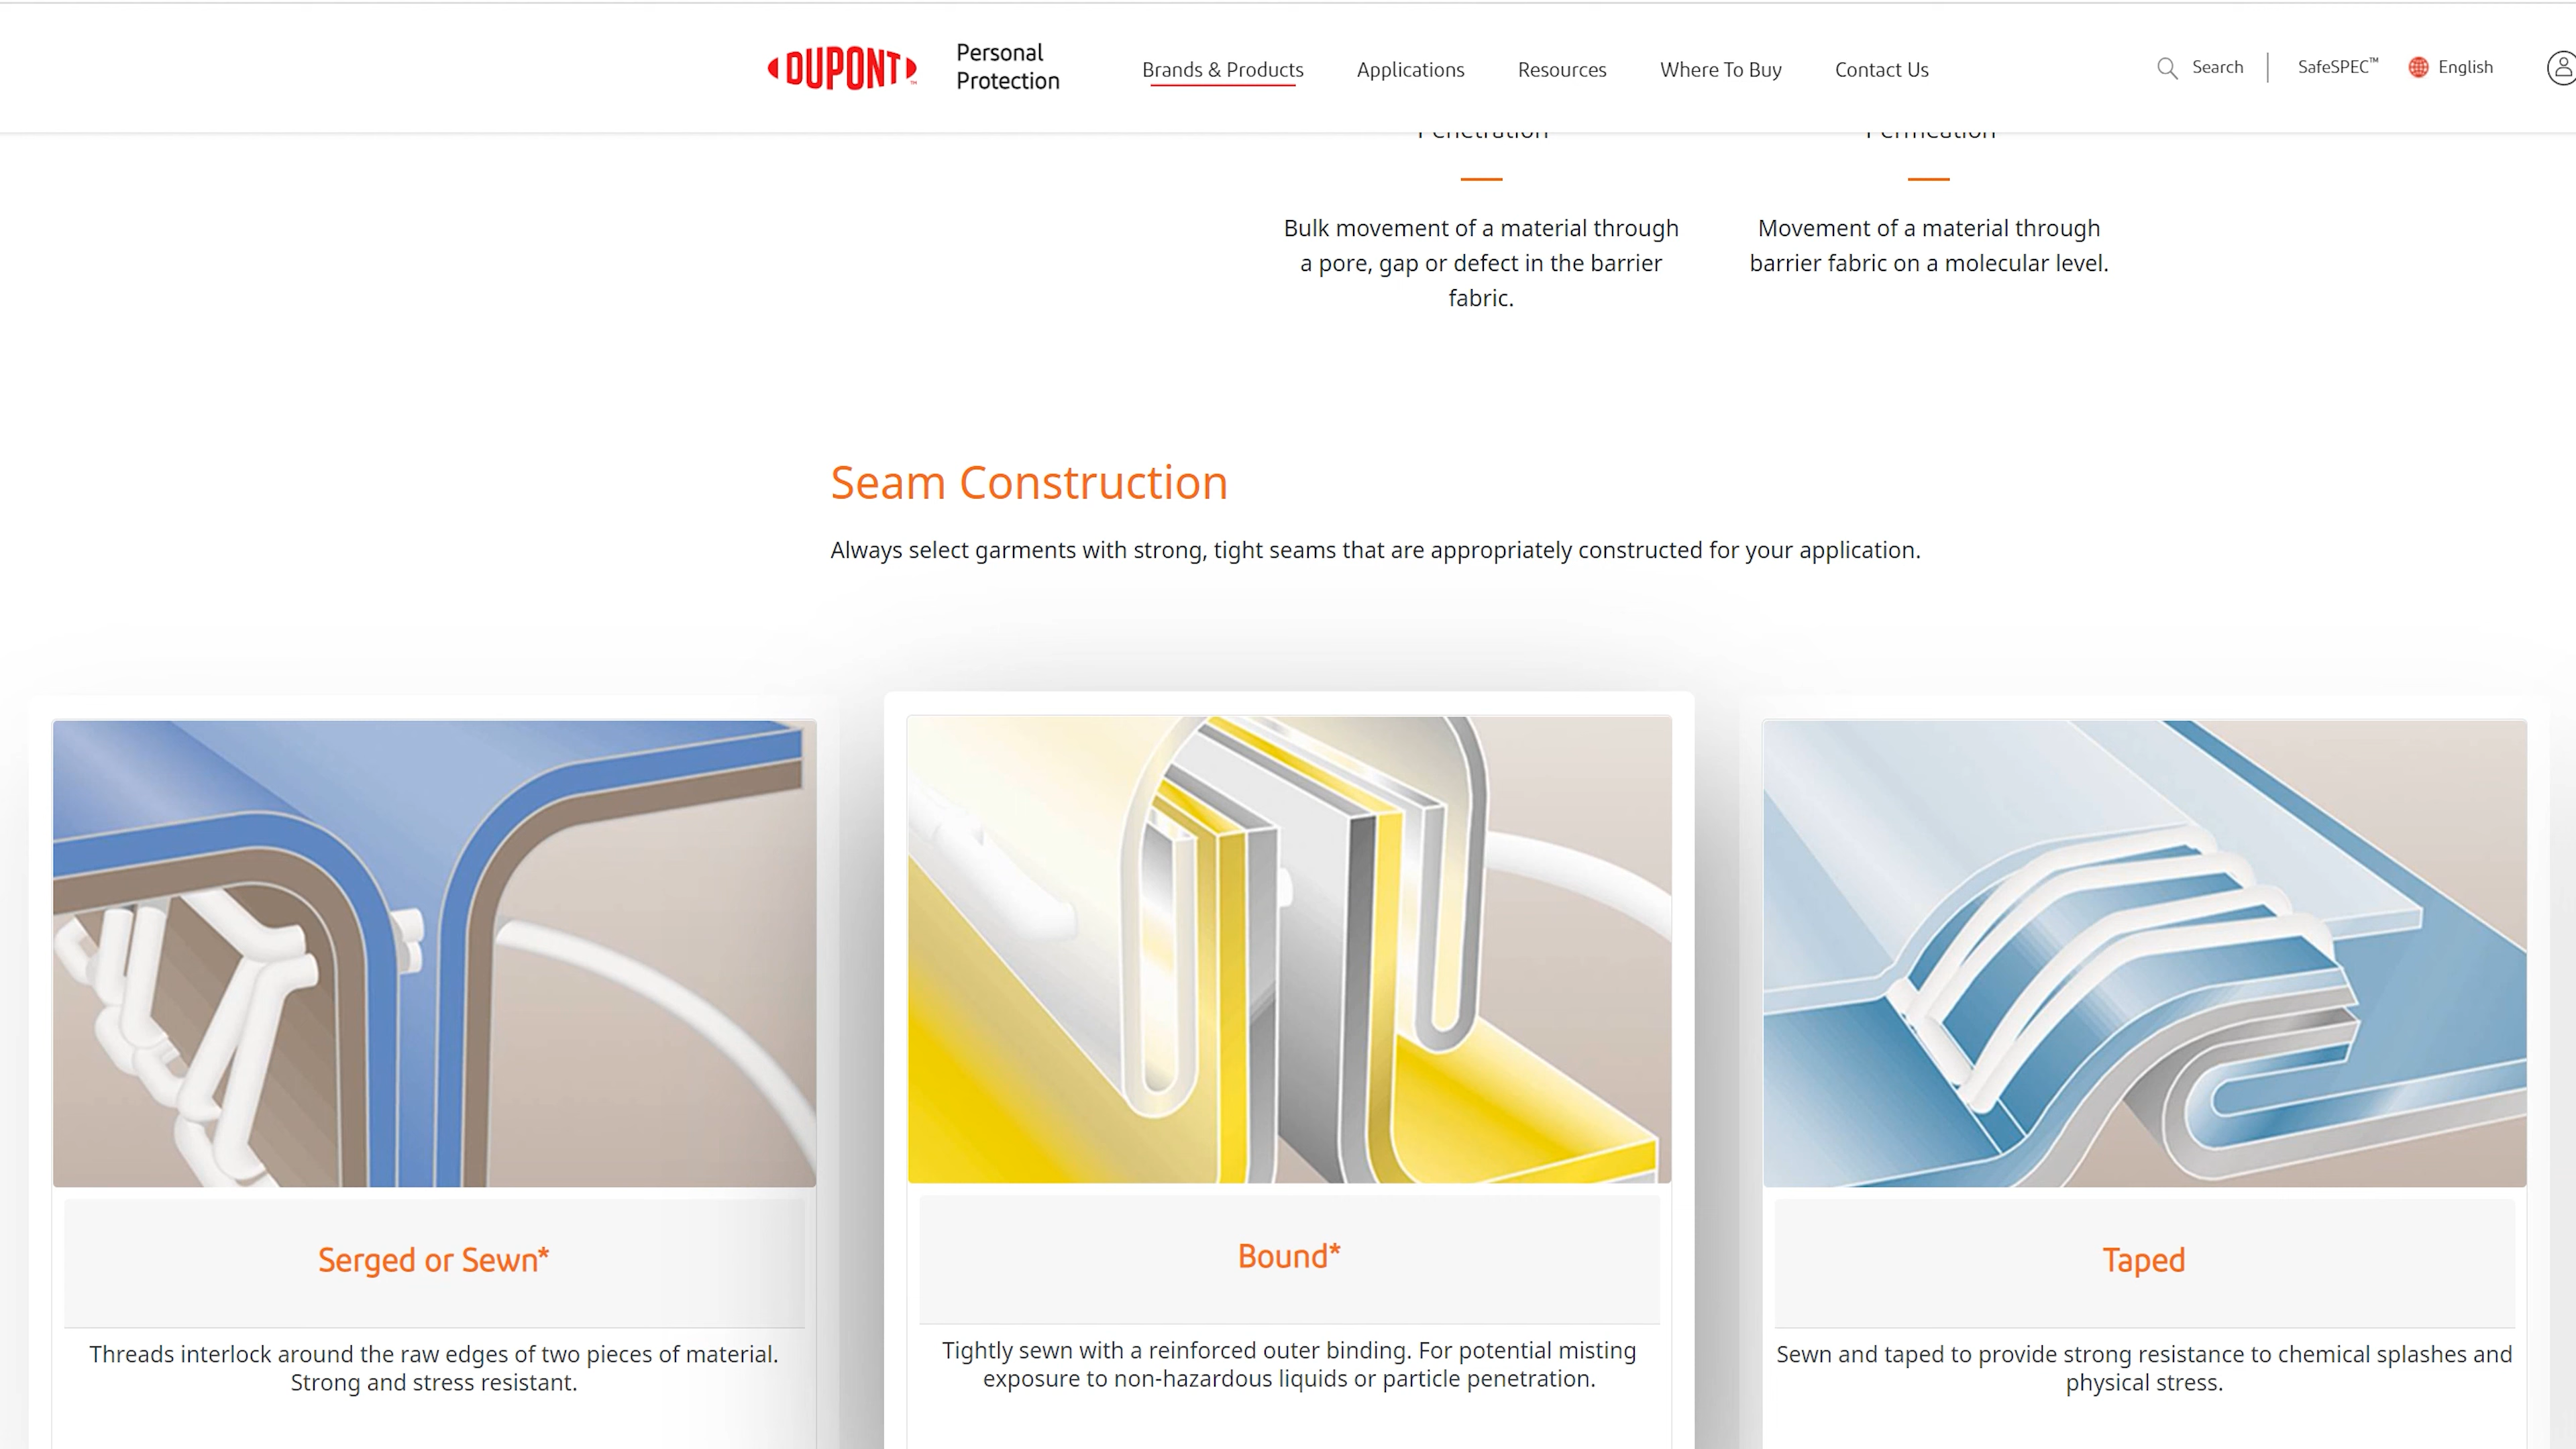 DUPONT™
Personal
Protection
Brands & Products
Applications
Resources
Where To Buy
Contact Us
Search
SafeSPEC™
English
Penetration
Permeation
Bulk movement of a material through
a pore, gap or defect in the barrier
fabric.
Movement of a material through
barrier fabric on a molecular level.
Seam Construction
Always select garments with strong, tight seams that are appropriately constructed for your application.
Serged or Sewn*
Threads interlock around the raw edges of two pieces of material.
Strong and stress resistant.
Bound*
Tightly sewn with a reinforced outer binding. For potential misting
exposure to non-hazardous liquids or particle penetration.
Taped
Sewn and taped to provide strong resistance to chemical splashes and
physical stress.